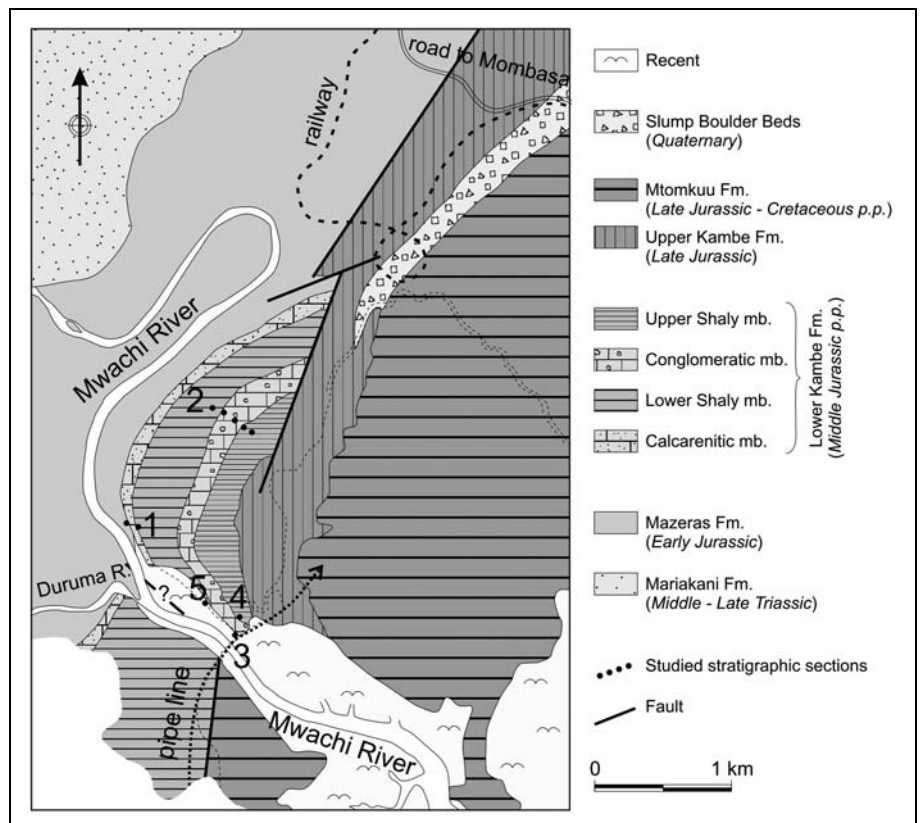 road to Mombasa
railway
Mwachi River
2
1
Duruma R.
?
5
4
3
pipe line
Mwachi River
Recent
Slump Boulder Beds
(Quaternary)
Mtomkuu Fm.
(Late Jurassic - Cretaceous p.p.)
Upper Kambe Fm.
(Late Jurassic)
Upper Shaly mb.
Conglomeratic mb.
Lower Shaly mb.
Calcarenitic mb.
Lower Kambe Fm.
(Middle Jurassic p.p.)
Mazeras Fm.
(Early Jurassic)
Mariakani Fm.
(Middle - Late Triassic)
Studied stratigraphic sections
Fault
0 1 km